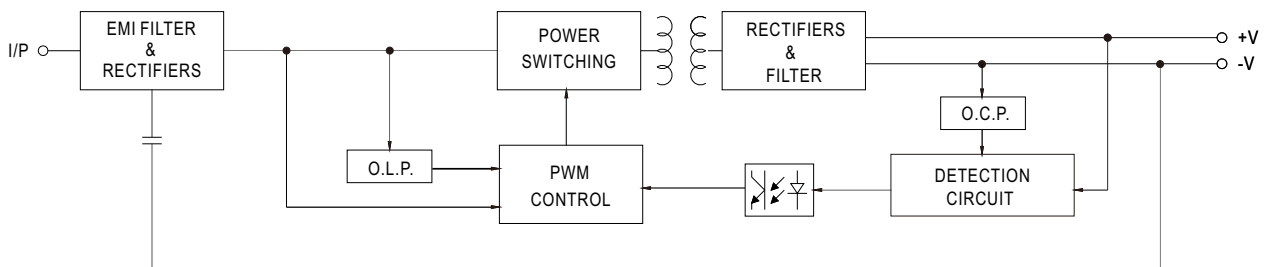 I/P
EMI FILTER
&
RECTIFIERS
POWER
SWITCHING
RECTIFIERS
&
FILTER
+V
-V
O.C.P.
O.L.P.
PWM
CONTROL
DETECTION
CIRCUIT